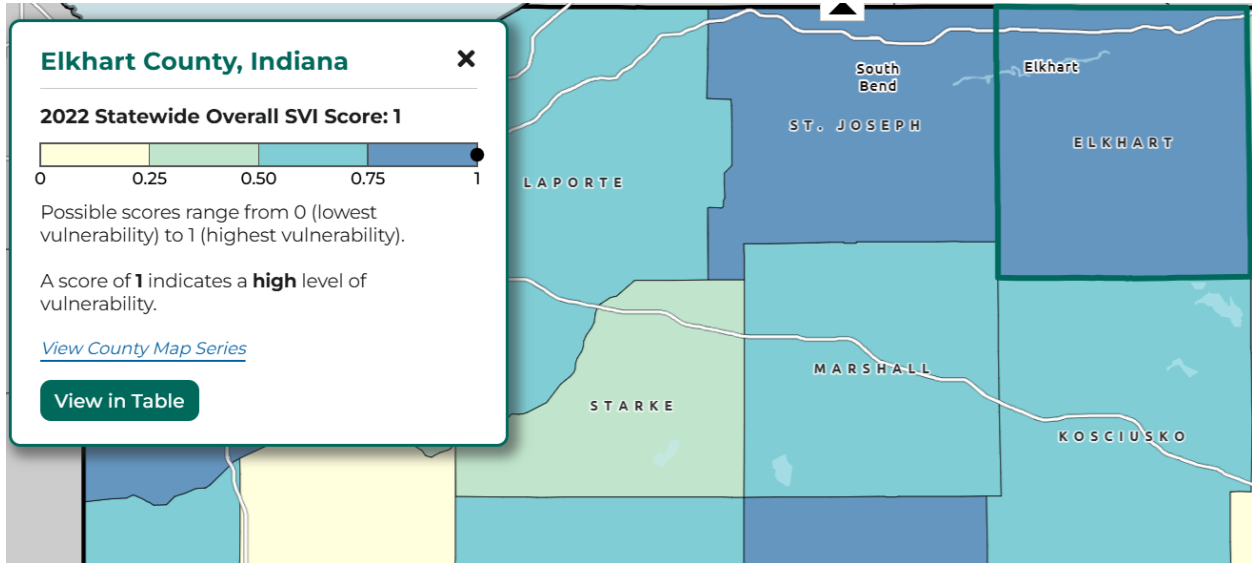 Elkhart County, Indiana
2022 Statewide Overall SVI Score: 1
0 0.25 0.50 0.75 1
Possible scores range from 0 (lowest
vulnerability) to 1 (highest vulnerability).
A score of 1 indicates a high level of
vulnerability.
View County Map Series
View in Table
South
Bend
Elkhart
ST. JOSEPH
ELKHART
LAPORTE
MARSHALL
STARKE
KOSCIUSKO